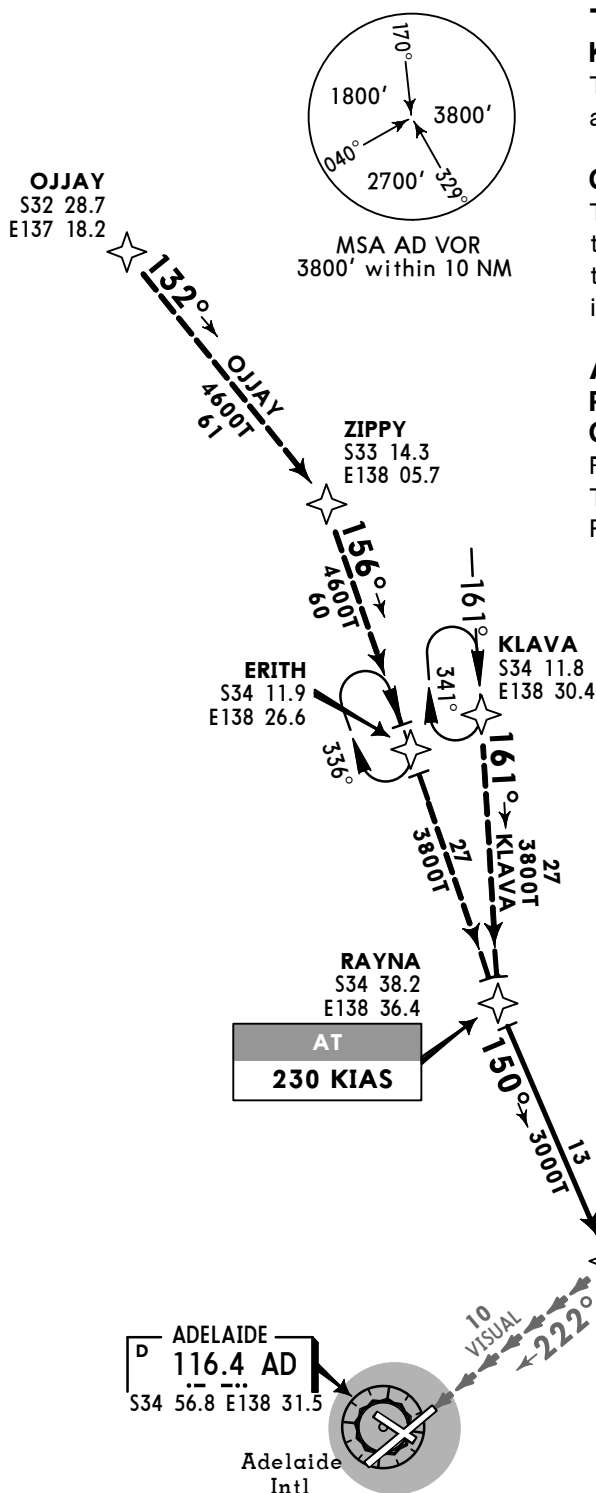 170°
1800'
3800'
040°
2700'
329°
MSA AD VOR
3800' within 10 NM
OJJAY
S32 28.7
E137 18.2
132°
OJJAY
4600T
61
ZIPPY
S33 14.3
E138 05.7
156°
4600T
60
161°
KLAVA
S34 11.8
E138 30.4
341°
ERITH
S34 11.9
E138 26.6
336°
161°
KLAVA
3800T
27
27
3800T
RAYNA
S34 38.2
E138 36.4
AT
230 KIAS
150°
3000T
13
10
VISUAL
222°
ADELAIDE
D 116.4 AD
S34 56.8 E138 31.5
Adelaide
Intl